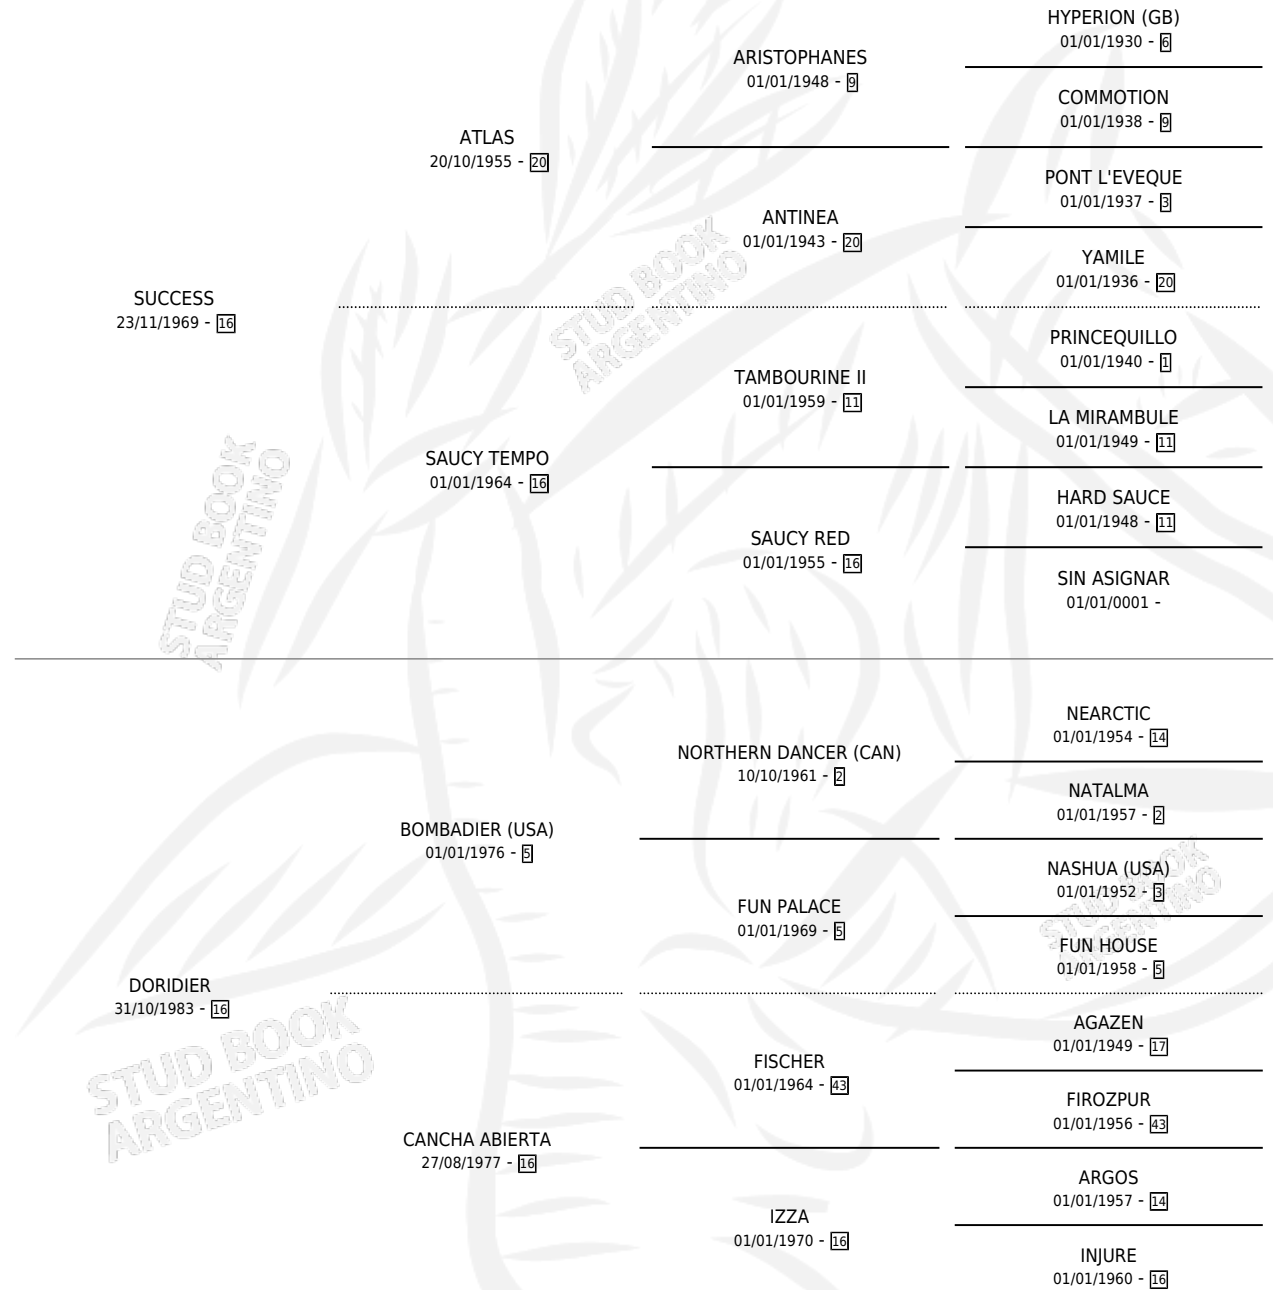 HYPERION (GB)
01/01/1930 - 6
ARISTOPHANES
01/01/1948 - 9
COMMOTION
01/01/1938 - 9
ATLAS
20/10/1955 - 20
PONT L'EVEQUE
01/01/1937 - 3
ANTINEA
01/01/1943 - 20
YAMILE
01/01/1936 - 20
SUCCESS
23/11/1969 - 16
PRINCEQUILLO
01/01/1940 - 1
TAMBOURINE II
01/01/1959 - 11
LA MIRAMBULE
01/01/1949 - 11
SAUCY TEMPO
01/01/1964 - 16
HARD SAUCE
01/01/1948 - 11
SAUCY RED
01/01/1955 - 16
SIN ASIGNAR
01/01/0001 -
STUD BOOK
ARGENTINO
STUD BOOK
ARGENTINO
NEARCTIC
01/01/1954 - 14
NORTHERN DANCER (CAN)
10/10/1961 - 2
NATALMA
01/01/1957 - 2
BOMBADIER (USA)
01/01/1976 - 5
NASHUA (USA)
01/01/1952 - 3
FUN PALACE
01/01/1969 - 5
FUN HOUSE
01/01/1958 - 5
DORIDIER
31/10/1983 - 16
AGAZEN
01/01/1949 - 17
FISCHER
01/01/1964 - 43
FIROZPUR
01/01/1956 - 43
CANCHA ABIERTA
27/08/1977 - 16
ARGOS
01/01/1957 - 14
IZZA
01/01/1970 - 16
INJURE
01/01/1960 - 16
STUD BOOK
ARGENTINO
STUD BOOK
ARGENTINO